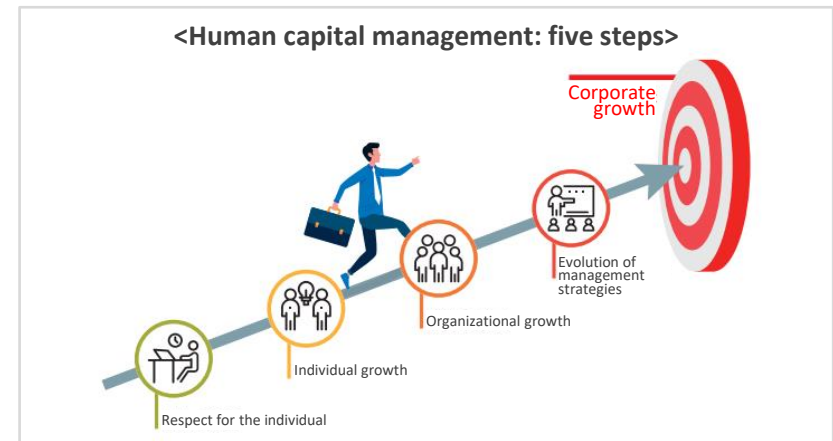 <Human capital management: five steps>
Corporate
growth
Evolution of
management
strategies
Organizational growth
Individual growth
Respect for the individual